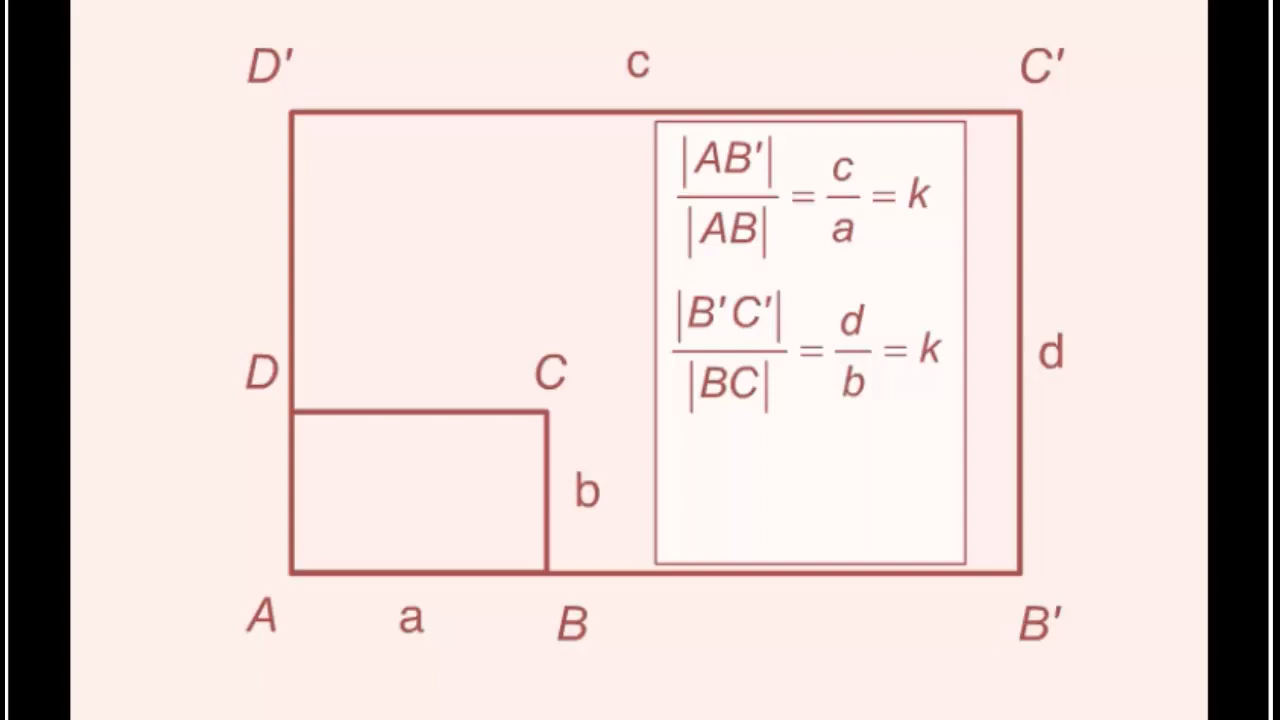 D' c C'
|AB'| / |AB| = c / a = k
|B'C'| / |BC| = d / b = k
D C d
b
A a B B'